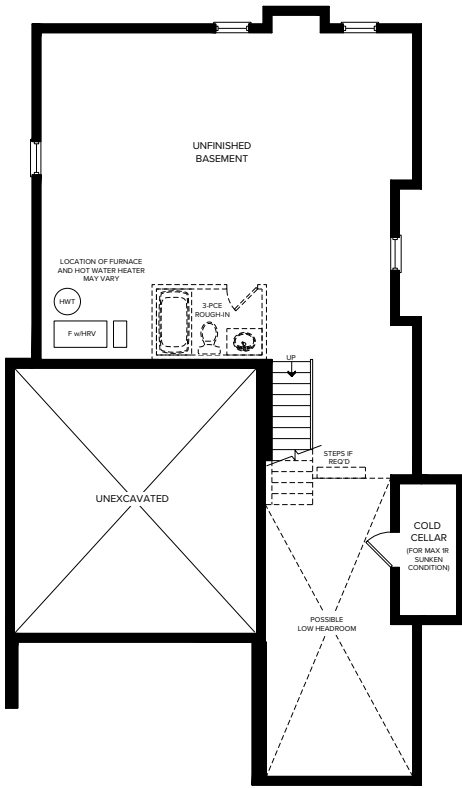 UNFINISHED
BASEMENT
LOCATION OF FURNACE
AND HOT WATER HEATER
MAY VARY
HWT
F w/HRV
3-PCE
ROUGH-IN
UP
STEPS IF
REQ'D
UNEXCAVATED
COLD
CELLAR
(FOR MAX 1R
SUNKEN
CONDITION)
POSSIBLE
LOW HEADROOM